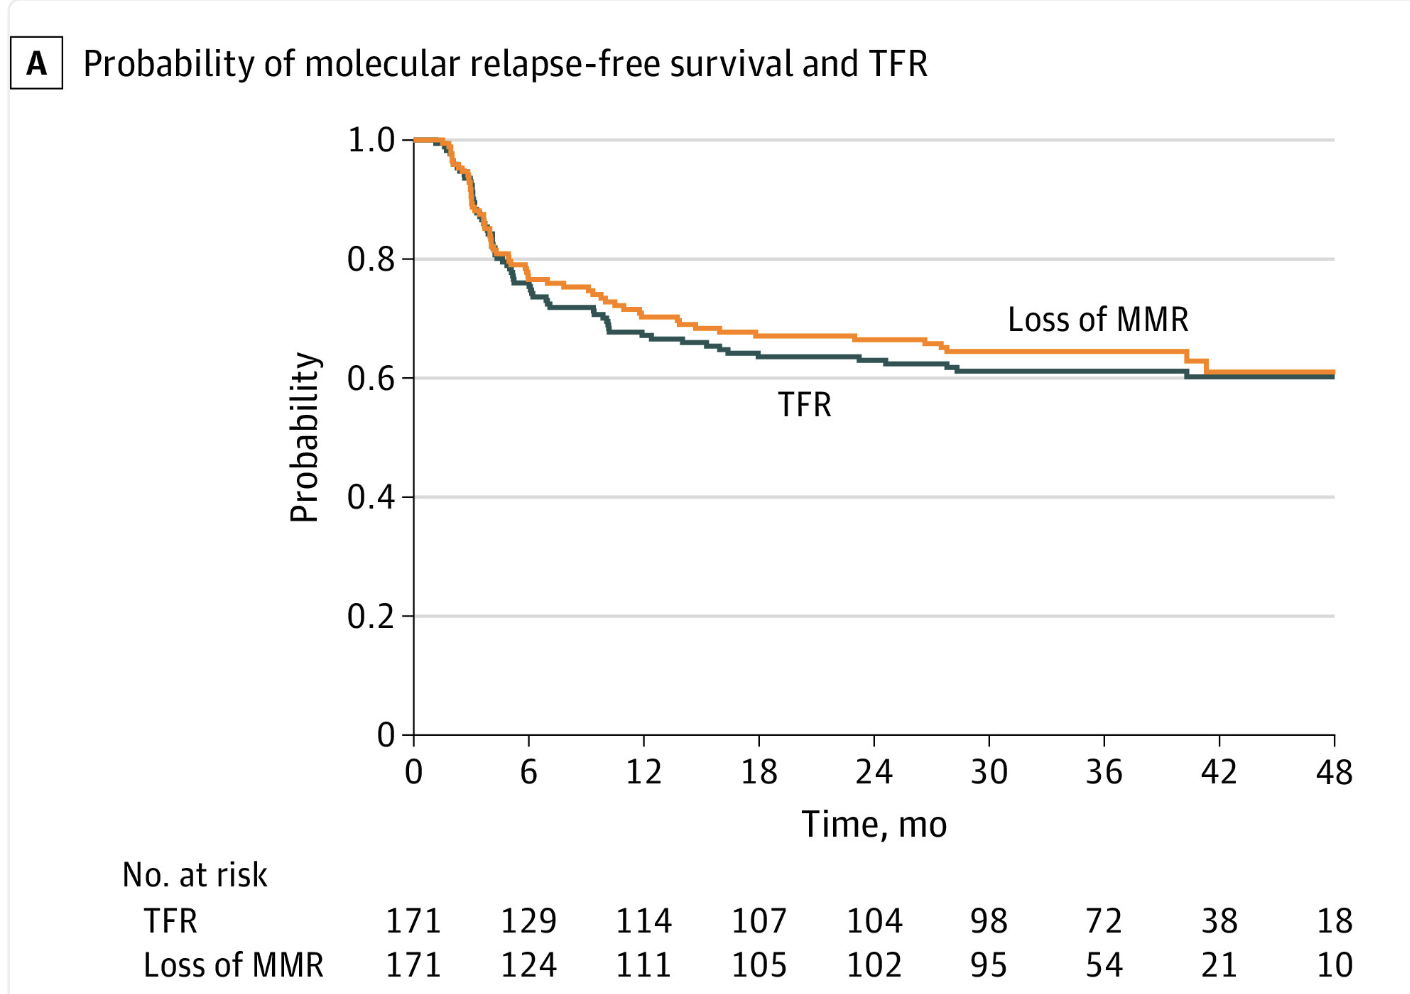 A Probability of molecular relapse-free survival and TFR
1.0
0.8
0.6
0.4
0.2
0
Probability
Loss of MMR
TFR
0 6 12 18 24 30 36 42 48
Time, mo
No. at risk
TFR 171 129 114 107 104 98 72 38 18
Loss of MMR 171 124 111 105 102 95 54 21 10